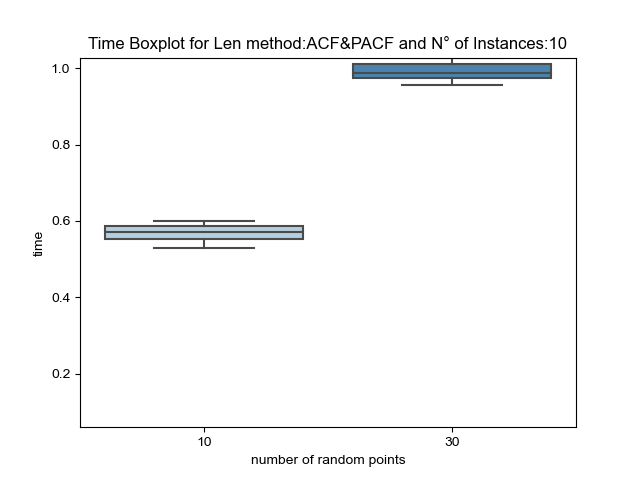 Time Boxplot for Len method:ACF&PACF and N° of Instances:10
1.0
0.8
0.6
0.4
0.2
time
10
30
number of random points